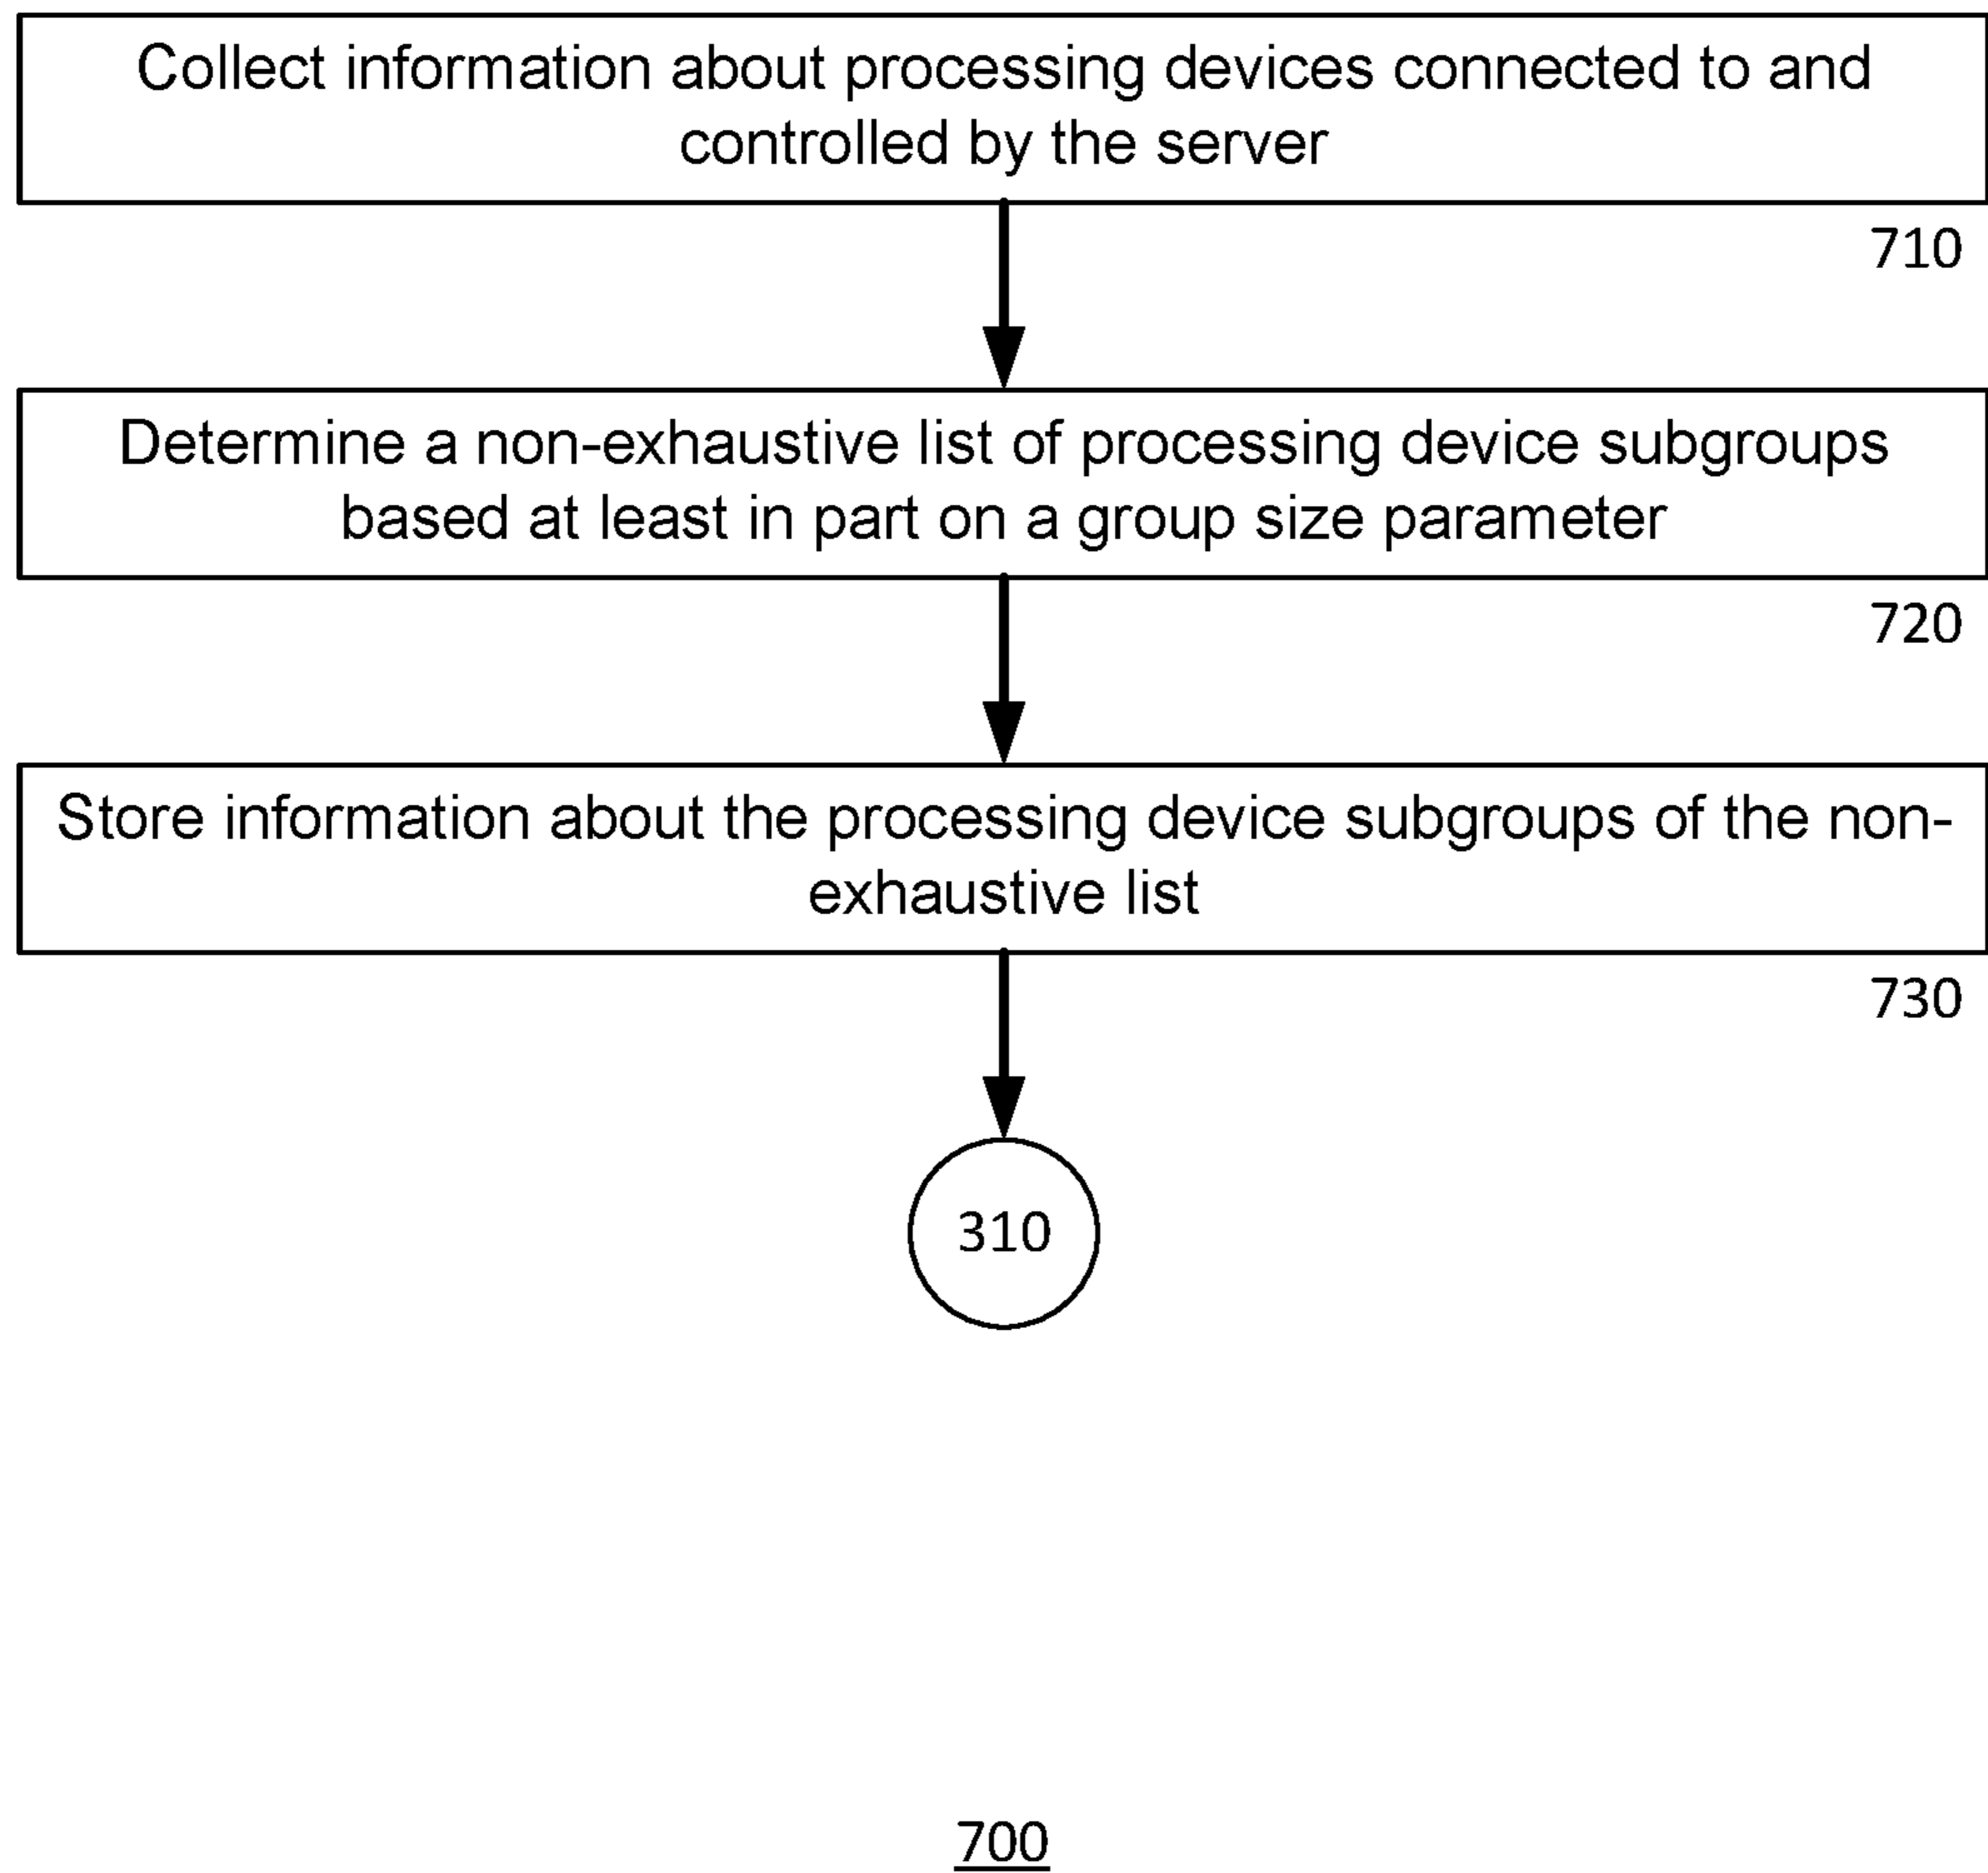 Collect information about processing devices connected to and
controlled by the server
710
Determine a non-exhaustive list of processing device subgroups
based at least in part on a group size parameter
720
Store information about the processing device subgroups of the non-
exhaustive list
730
310
700